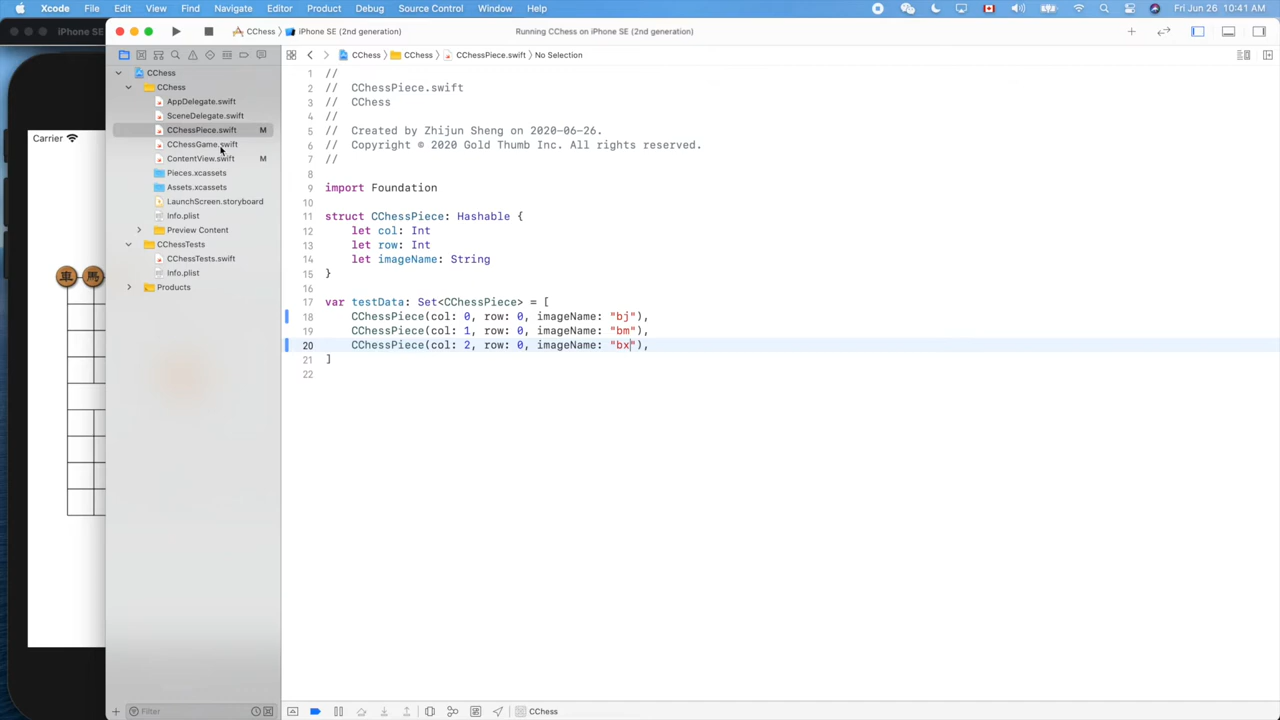 Xcode File Edit View Find Navigate Editor Product Debug Source Control Window Help
Fri Jun 26 10:41 AM
iPhone SE
CChess iPhone SE (2nd generation)
Running CChess on iPhone SE (2nd generation)
CChess CChess CChessPiece.swift No Selection
Carrier
車 馬
CChess
CChess
AppDelegate.swift
SceneDelegate.swift
CChessPiece.swift M
CChessGame.swift
ContentView.swift M
Pieces.xcassets
Assets.xcassets
LaunchScreen.storyboard
Info.plist
Preview Content
CChessTests
CChessTests.swift
Info.plist
Products
Filter
1 //
2 // CChessPiece.swift
3 // CChess
4 //
5 // Created by Zhijun Sheng on 2020-06-26.
6 // Copyright © 2020 Gold Thumb Inc. All rights reserved.
7 //
8
9 import Foundation
10
11 struct CChessPiece: Hashable {
12 let col: Int
13 let row: Int
14 let imageName: String
15 }
16
17 var testData: Set<CChessPiece> = [
18 CChessPiece(col: 0, row: 0, imageName: "bj"),
19 CChessPiece(col: 1, row: 0, imageName: "bm"),
20 CChessPiece(col: 2, row: 0, imageName: "bx"),
21 ]
22
CChess